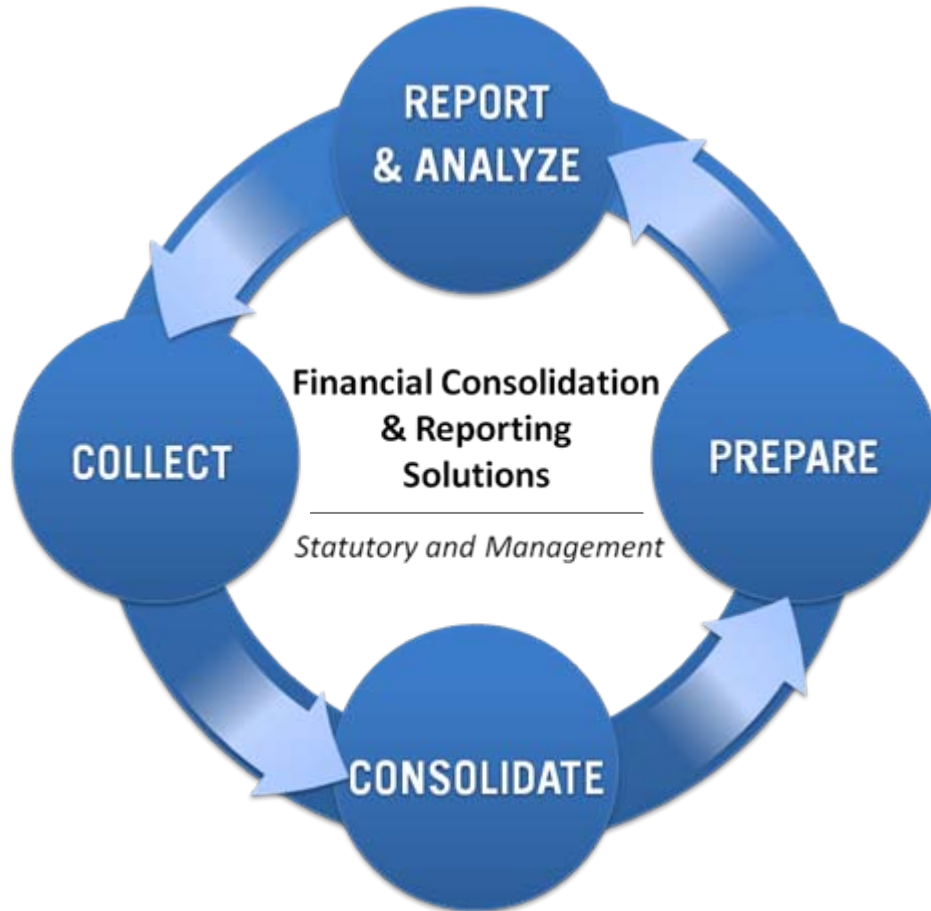 REPORT
& ANALYZE
Financial Consolidation
& Reporting
Solutions
Statutory and Management
COLLECT
PREPARE
CONSOLIDATE